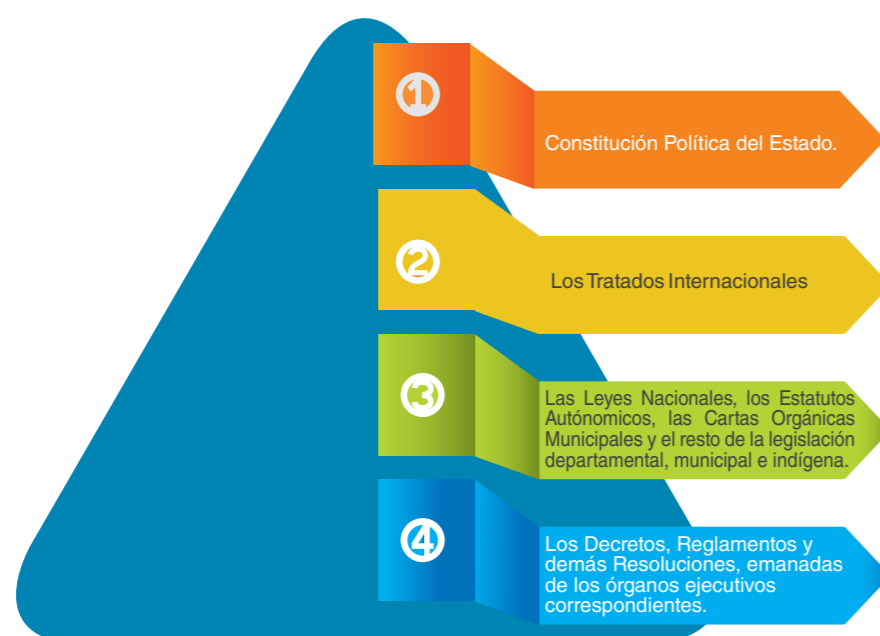 1
Constitución Política del Estado.
2
Los Tratados Internacionales
3
Las Leyes Nacionales, los Estatutos
Autónomicos, las Cartas Orgánicas
Municipales y el resto de la legislación
departamental, municipal e indígena.
4
Los Decretos, Reglamentos y
demás Resoluciones, emanadas
de los órganos ejecutivos
correspondientes.